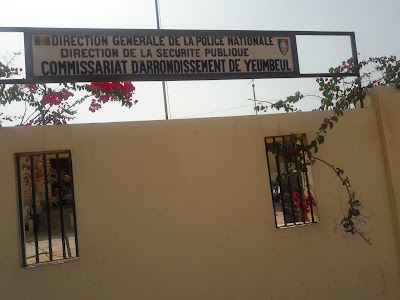 DIRECTION GENERALE DE LA POLICE NATIONALE
DIRECTION DE LA SECURITE PUBLIQUE
COMMISSARIAT D'ARRONDISSEMENT DE YEUMBEUL